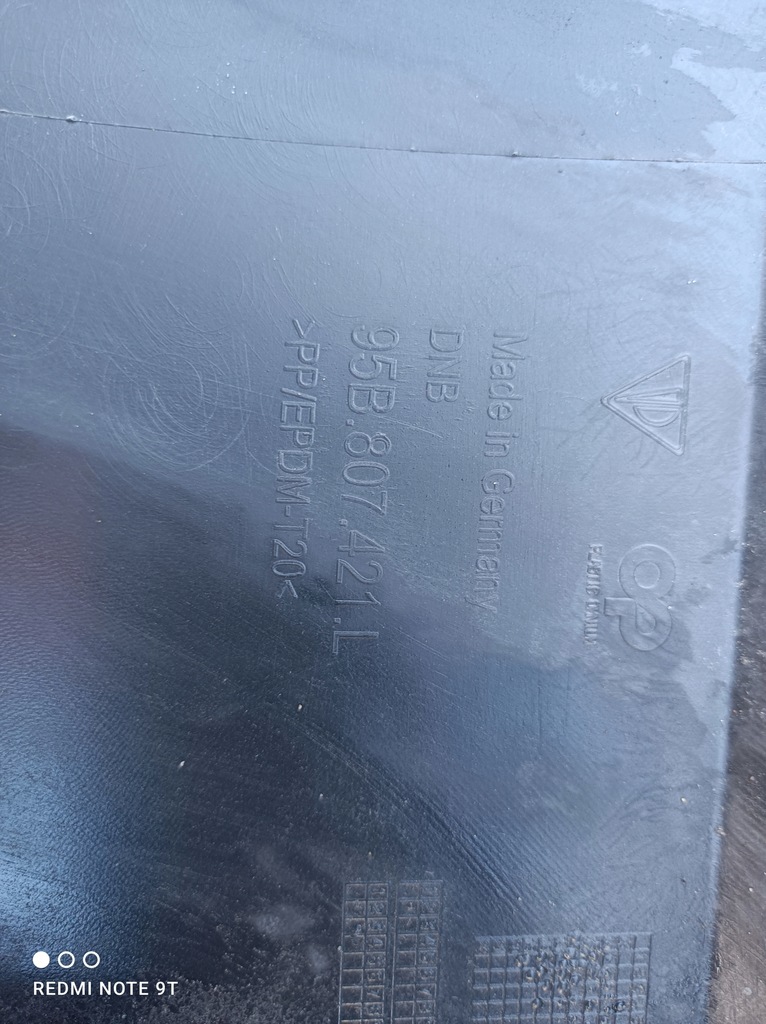 Made in Germany
DNB
95B.807.421.L
>PP/EPDM-T20<
REDMI NOTE 9T